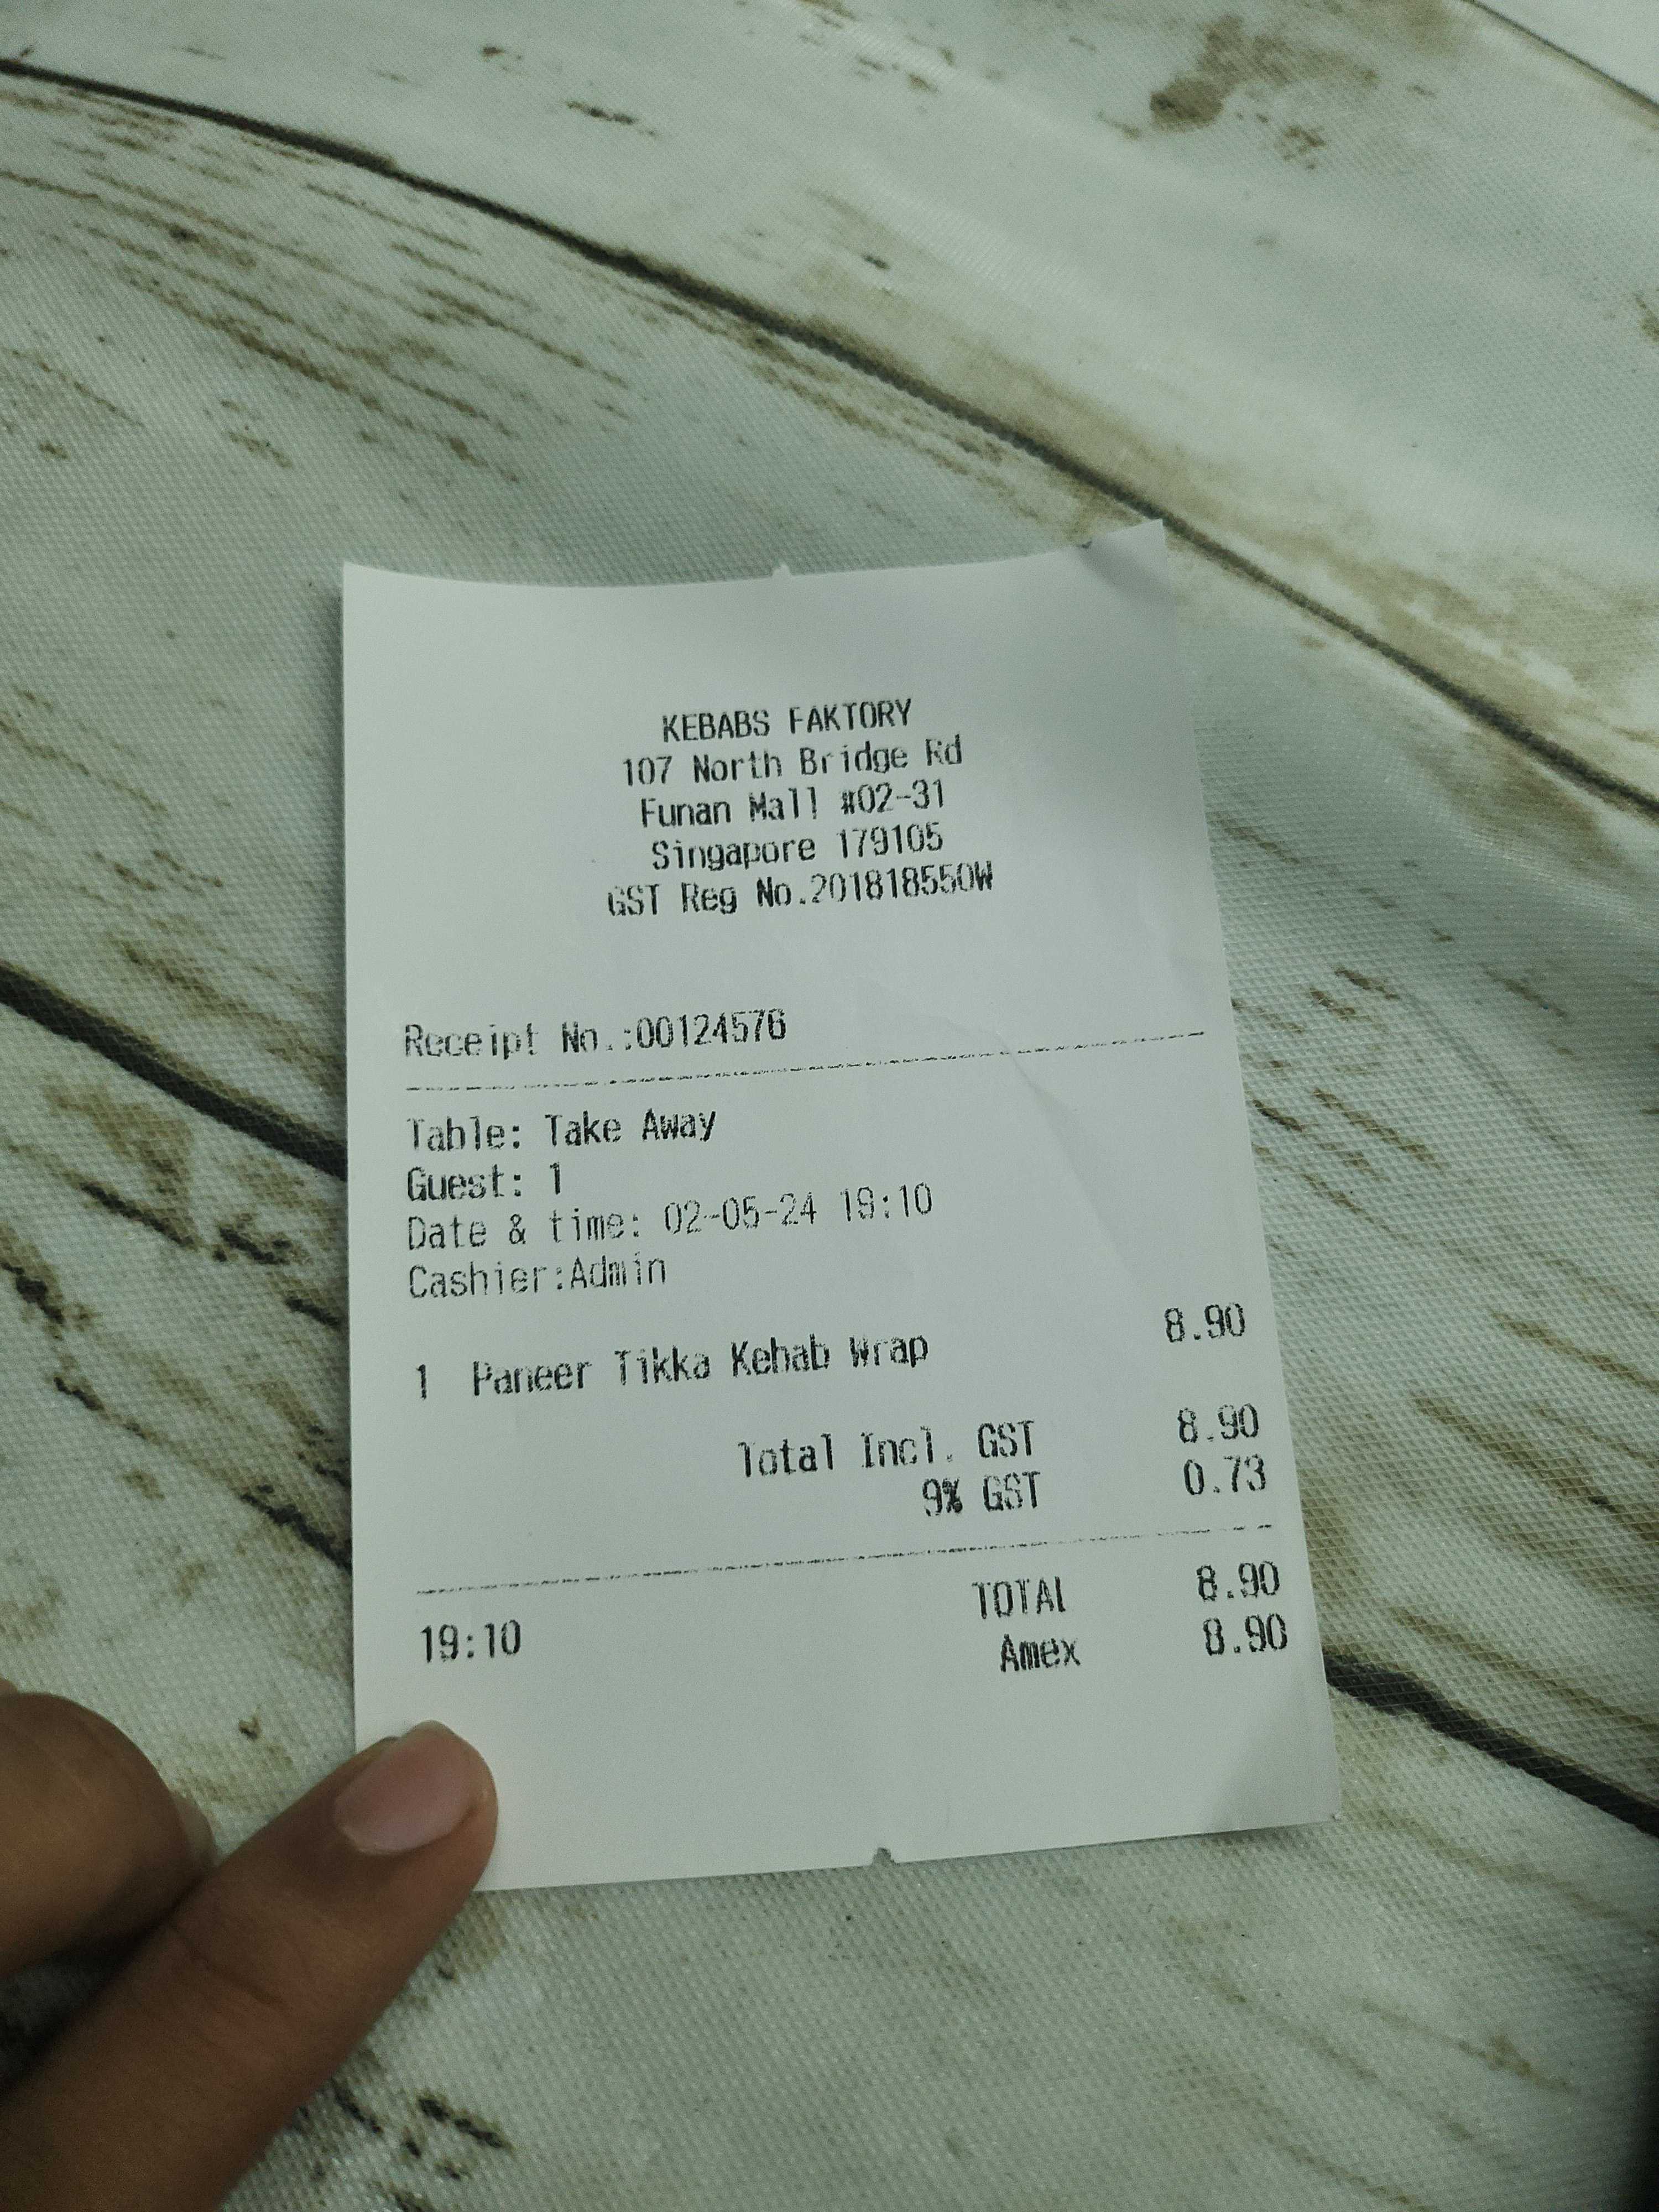 KEBABS FAKTORY
107 North Bridge Rd
Funan Mall #02-31
Singapore 179105
GST Reg No.201818550W
Receipt No.:00124576
Table: Take Away
Guest: 1
Date & time: 02-05-24 19:10
Cashier:Admin
1 Paneer Tikka Kebab Wrap 8.90
Total Incl. GST 8.90
9% GST 0.73
TOTAL 8.90
19:10 Amex 8.90